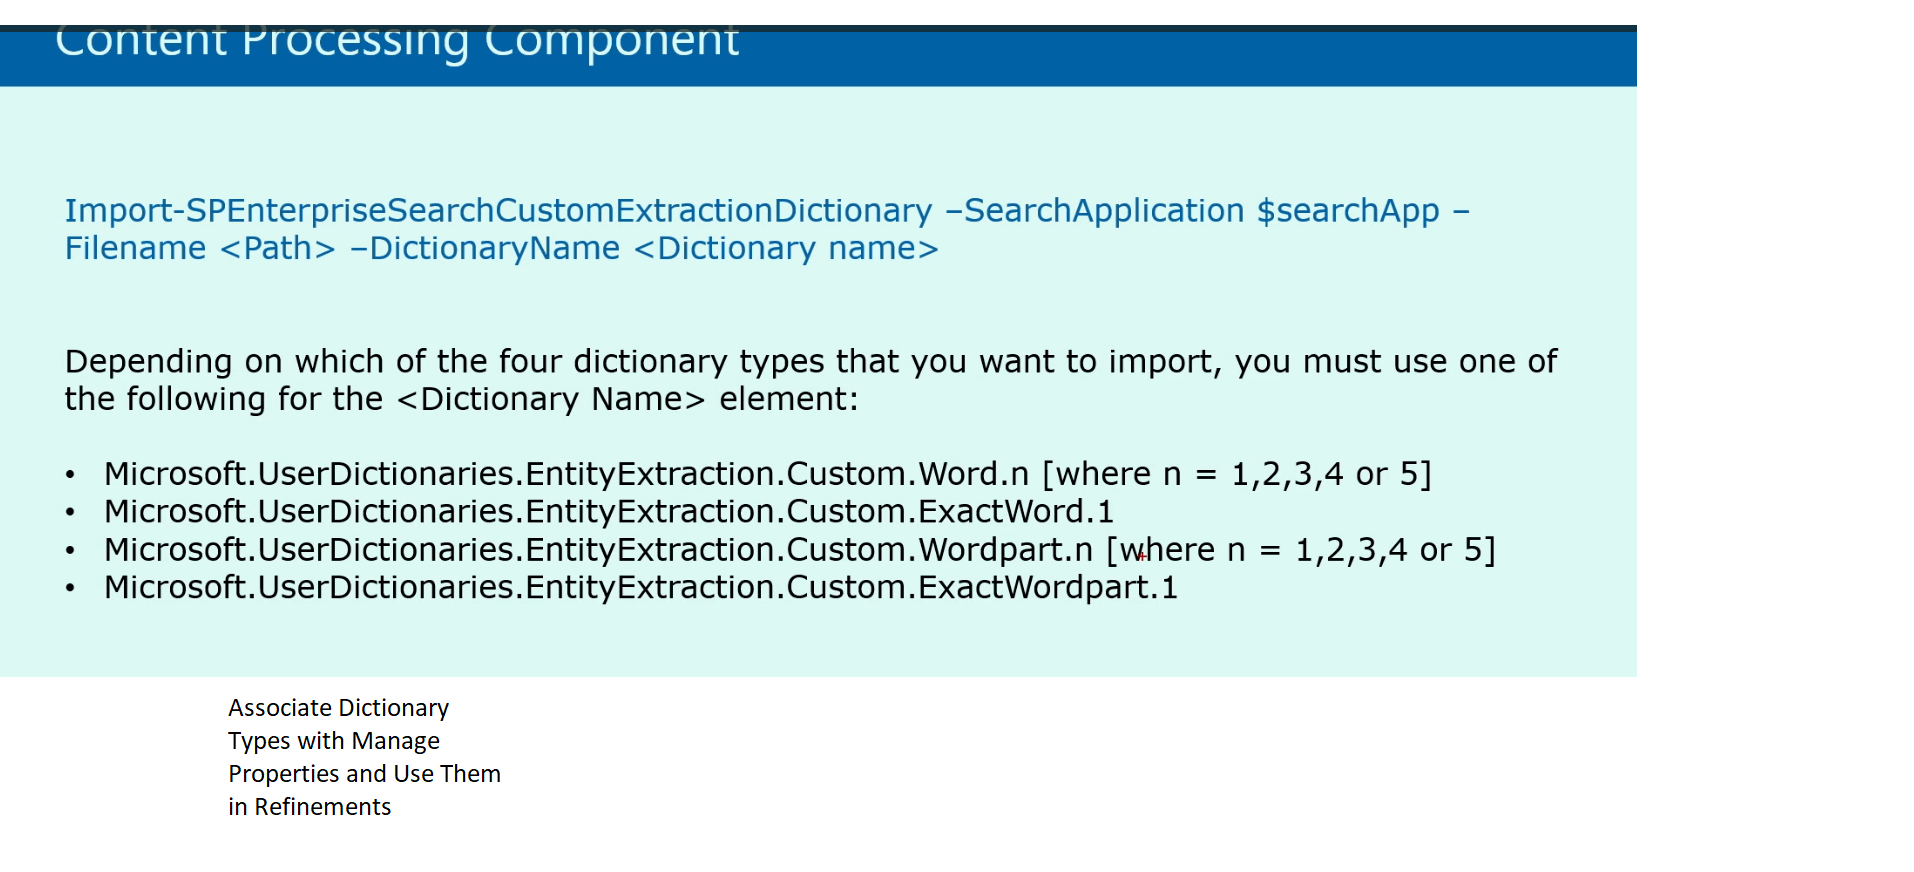 Content Processing Component
Import-SPEnterpriseSearchCustomExtractionDictionary –SearchApplication $searchApp –
Filename <Path> –DictionaryName <Dictionary name>
Depending on which of the four dictionary types that you want to import, you must use one of
the following for the <Dictionary Name> element:
• Microsoft.UserDictionaries.EntityExtraction.Custom.Word.n [where n = 1,2,3,4 or 5]
• Microsoft.UserDictionaries.EntityExtraction.Custom.ExactWord.1
• Microsoft.UserDictionaries.EntityExtraction.Custom.Wordpart.n [where n = 1,2,3,4 or 5]
• Microsoft.UserDictionaries.EntityExtraction.Custom.ExactWordpart.1
Associate Dictionary
Types with Manage
Properties and Use Them
in Refinements